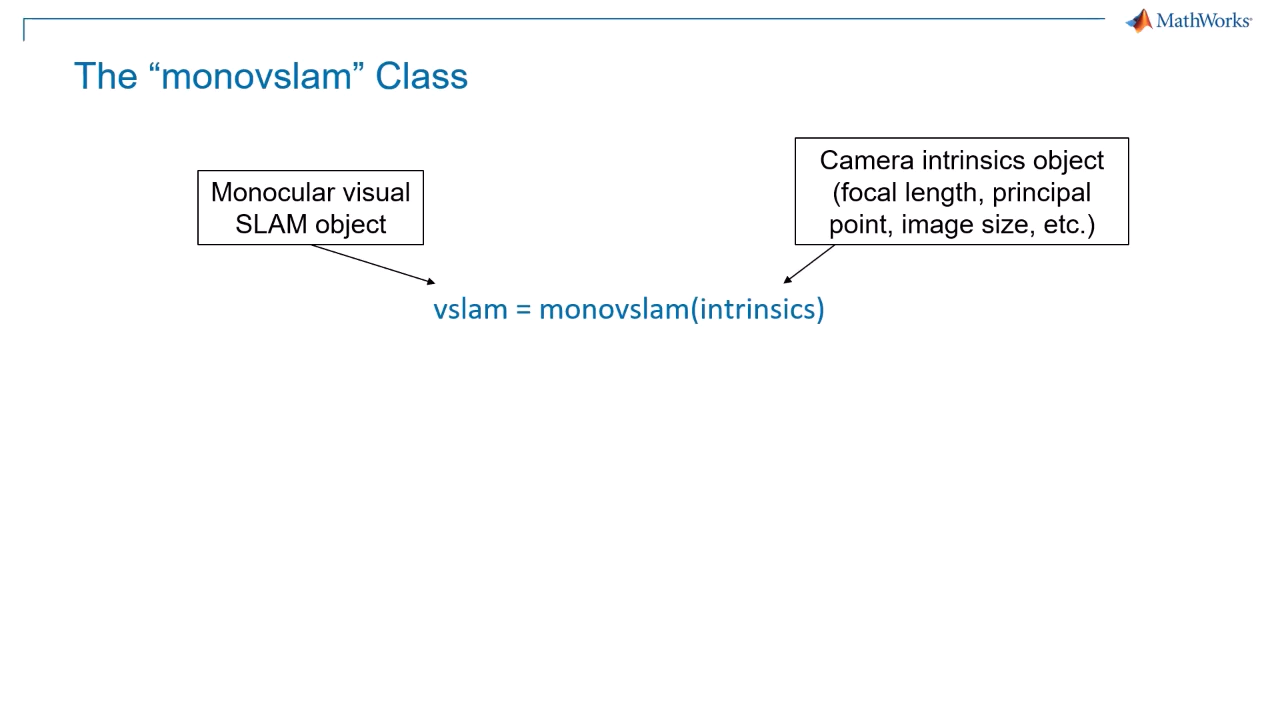 MathWorks
The “monovslam” Class
Monocular visual
SLAM object
Camera intrinsics object
(focal length, principal
point, image size, etc.)
vslam = monovslam(intrinsics)